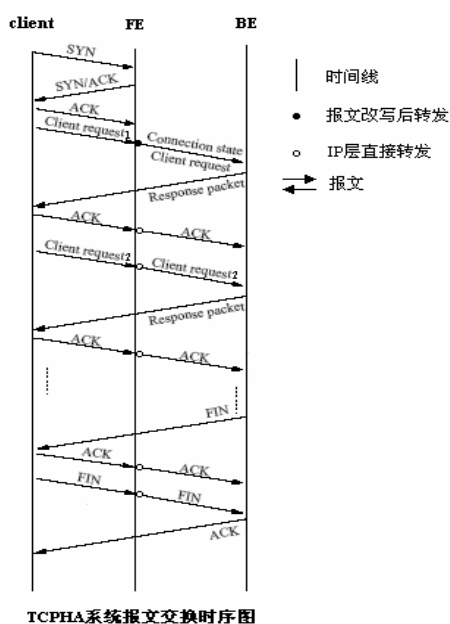 client FE BE
SYN
SYN/ACK
ACK
Client request1
Connection state
Client request
Response packet
ACK
ACK
Client request2
Client request2
Response packet
ACK
ACK
FIN
ACK
ACK
FIN
FIN
ACK
时间线
报文改写后转发
IP层直接转发
报文
TCPHA系统报文交换时序图